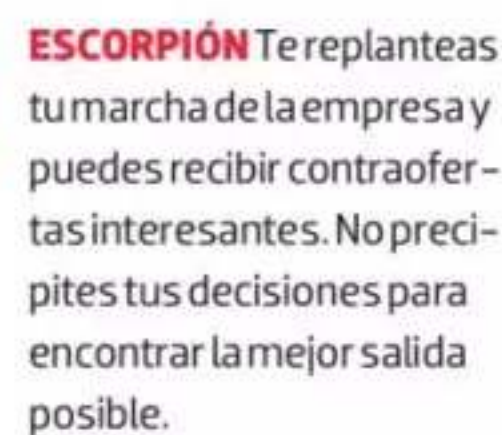 ESCORPIÓN Te replanteas
tu marcha de la empresa y
puedes recibir contraofer-
tas interesantes. No preci-
pites tus decisiones para
encontrar la mejor salida
posible.